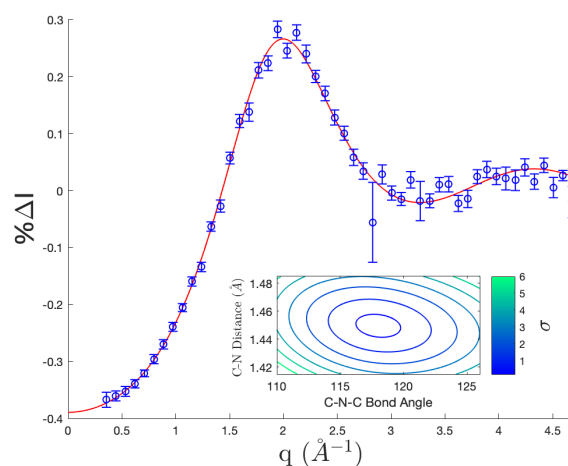 0.3
0.2
0.1
0
-0.1
-0.2
-0.3
-0.4
%ΔI
0 0.5 1 1.5 2 2.5 3 3.5 4 4.5
q (Å⁻¹)
1.48
1.46
1.44
1.42
C-N Distance (Å)
110 115 120 125
C-N-C Bond Angle
6
5
4
3
2
1
σ